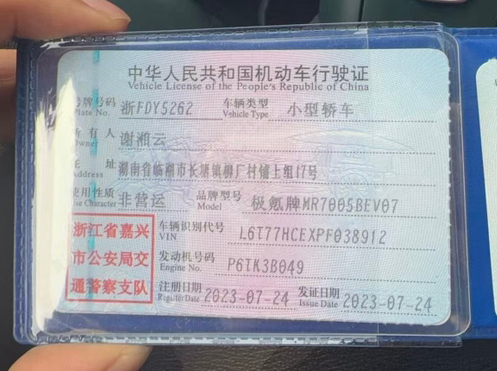 中华人民共和国机动车行驶证
Vehicle License of the People's Republic of China
号牌号码 浙FDY5262 车辆类型 小型轿车
Plate No. Vehicle Type
所有人 谢湘云
Owner
住址 湖南省临湘市长塘镇柳厂村铺上组17号
使用性质 非营运 品牌型号 极氪牌MR7005BEV07
Use Character Model
浙江省嘉兴
市公安局交
通警察支队
车辆识别代号 L6T77HCEXPF038912
VIN
发动机号码 P6TK3B049
Engine No.
注册日期 2023-07-24 发证日期 2023-07-24
Register Date Issue Date